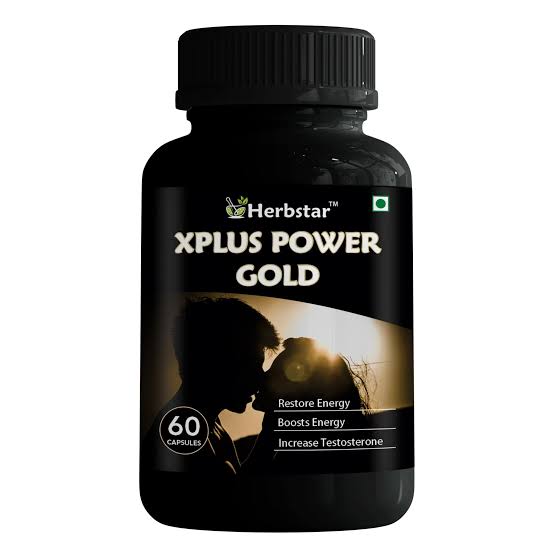 Herbstar™
XPLUS POWER
GOLD
Restore Energy
Boosts Energy
Increase Testosterone
60
CAPSULES